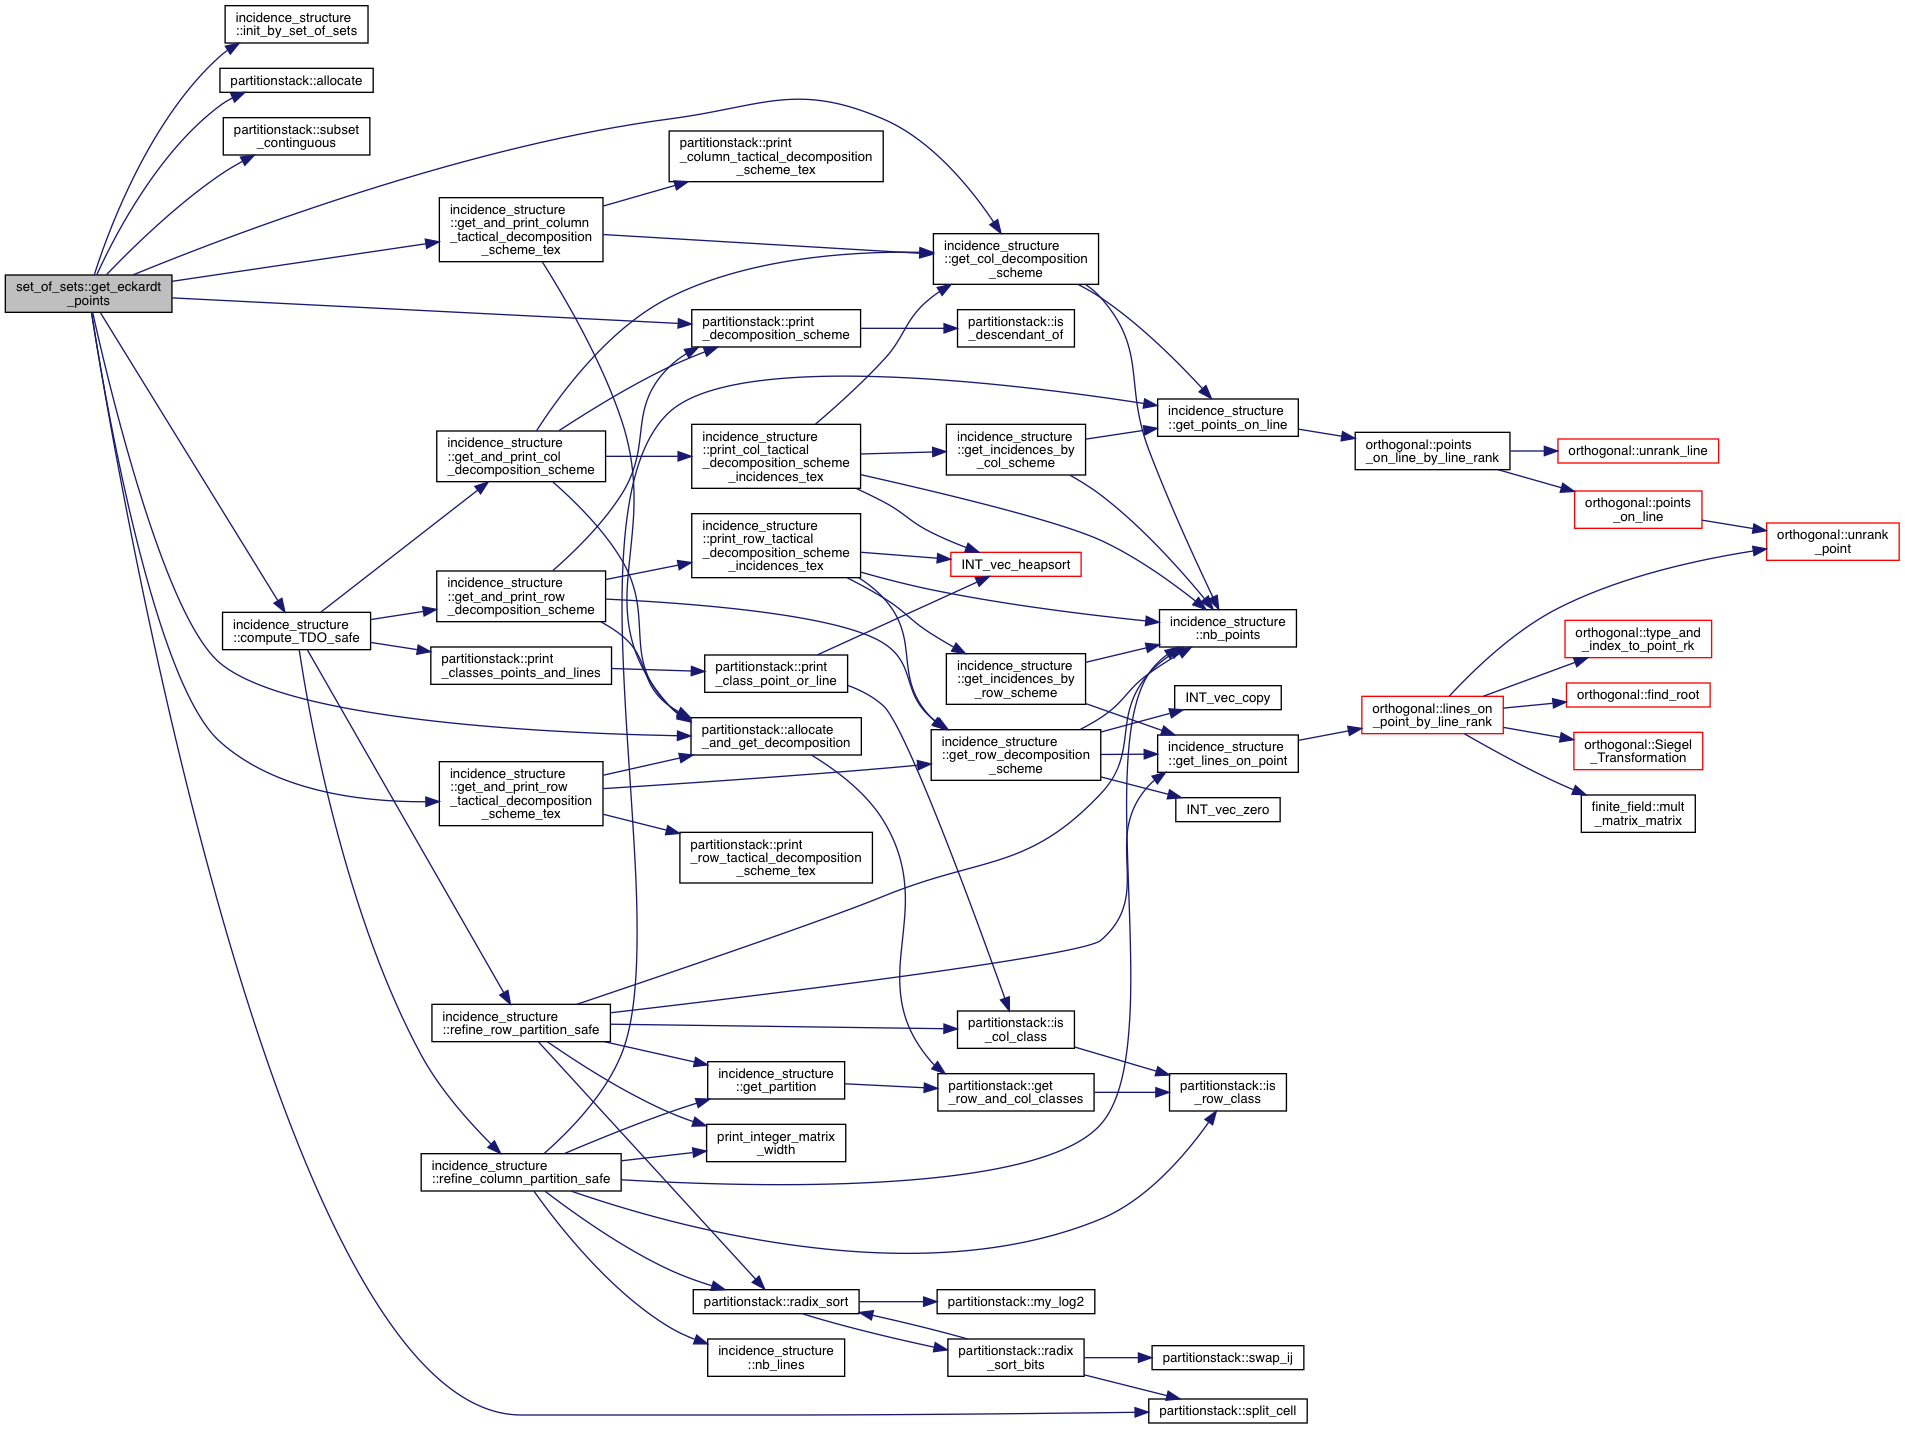 incidence_structure
::init_by_set_of_sets
partitionstack::allocate
partitionstack::subset
_continguous
set_of_sets::get_eckardt
_points
incidence_structure
::compute_TDO_safe
partitionstack::print
_column_tactical_decomposition
_scheme_tex
incidence_structure
::get_and_print_column
_tactical_decomposition
_scheme_tex
incidence_structure
::get_col_decomposition
_scheme
partitionstack::print
_decomposition_scheme
partitionstack::is
_descendant_of
incidence_structure
::get_points_on_line
incidence_structure
::get_and_print_col
_decomposition_scheme
incidence_structure
::print_col_tactical
_decomposition_scheme
_incidences_tex
incidence_structure
::get_incidences_by
_col_scheme
orthogonal::points
_on_line_by_line_rank
orthogonal::unrank_line
orthogonal::points
_on_line
orthogonal::unrank
_point
incidence_structure
::print_row_tactical
_decomposition_scheme
_incidences_tex
INT_vec_heapsort
incidence_structure
::get_and_print_row
_decomposition_scheme
incidence_structure
::nb_points
orthogonal::type_and
_index_to_point_rk
partitionstack::print
_classes_points_and_lines
partitionstack::print
_class_point_or_line
incidence_structure
::get_incidences_by
_row_scheme
INT_vec_copy
orthogonal::find_root
orthogonal::lines_on
_point_by_line_rank
partitionstack::allocate
_and_get_decomposition
incidence_structure
::get_row_decomposition
_scheme
incidence_structure
::get_lines_on_point
orthogonal::Siegel
_Transformation
incidence_structure
::get_and_print_row
_tactical_decomposition
_scheme_tex
INT_vec_zero
finite_field::mult
_matrix_matrix
partitionstack::print
_row_tactical_decomposition
_scheme_tex
incidence_structure
::refine_row_partition_safe
partitionstack::is
_col_class
incidence_structure
::get_partition
partitionstack::get
_row_and_col_classes
partitionstack::is
_row_class
print_integer_matrix
_width
incidence_structure
::refine_column_partition_safe
partitionstack::radix_sort
partitionstack::my_log2
incidence_structure
::nb_lines
partitionstack::radix
_sort_bits
partitionstack::swap_ij
partitionstack::split_cell